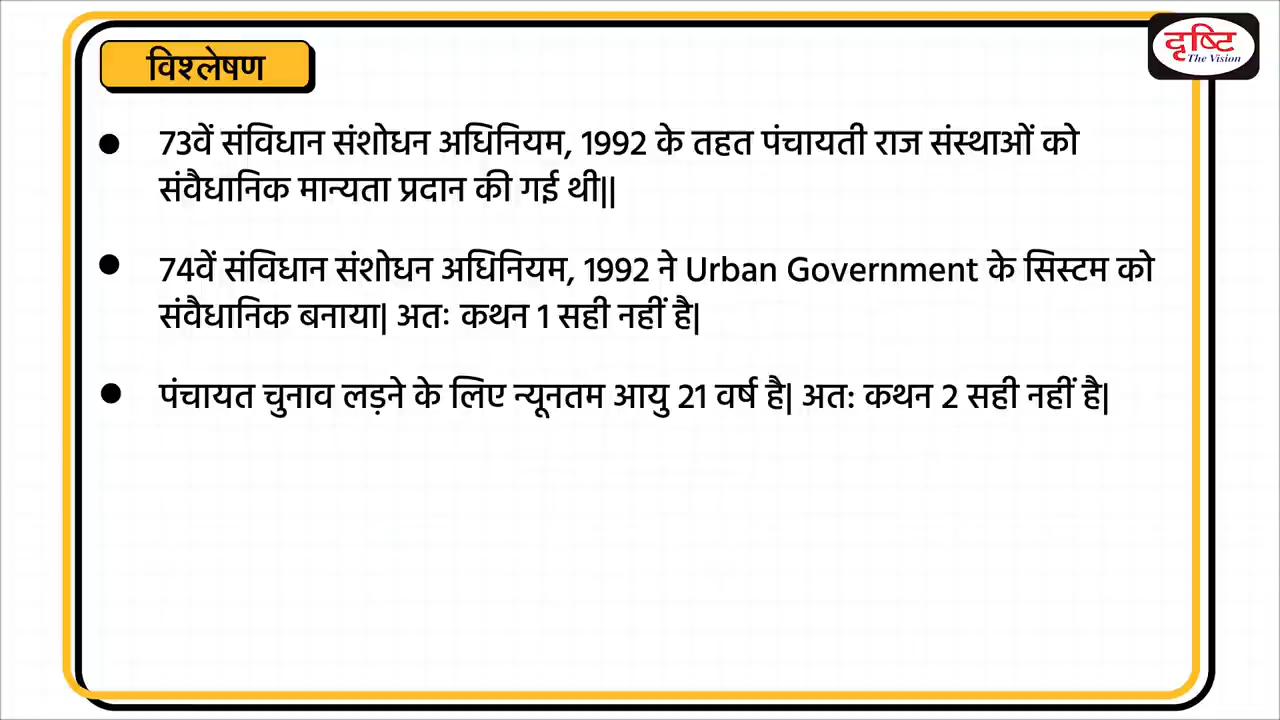 दृष्टि
The Vision
विश्लेषण
● 73वें संविधान संशोधन अधिनियम, 1992 के तहत पंचायती राज संस्थाओं को
संवैधानिक मान्यता प्रदान की गई थी||
● 74वें संविधान संशोधन अधिनियम, 1992 ने Urban Government के सिस्टम को
संवैधानिक बनाया| अतः कथन 1 सही नहीं है|
● पंचायत चुनाव लड़ने के लिए न्यूनतम आयु 21 वर्ष है| अत: कथन 2 सही नहीं है|